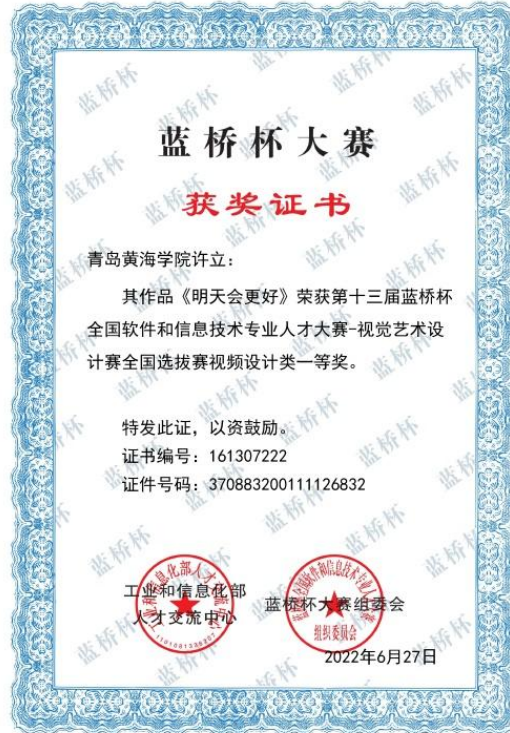 蓝桥杯大赛
获奖证书
青岛黄海学院许立：
其作品《明天会更好》荣获第十三届蓝桥杯
全国软件和信息技术专业人才大赛-视觉艺术设
计赛全国选拔赛视频设计类一等奖。
特发此证，以资鼓励。
证书编号：161307222
证件号码：370883200111126832
工业和信息化部
人才交流中心
蓝桥杯大赛组委会
组织委员会
2022年6月27日